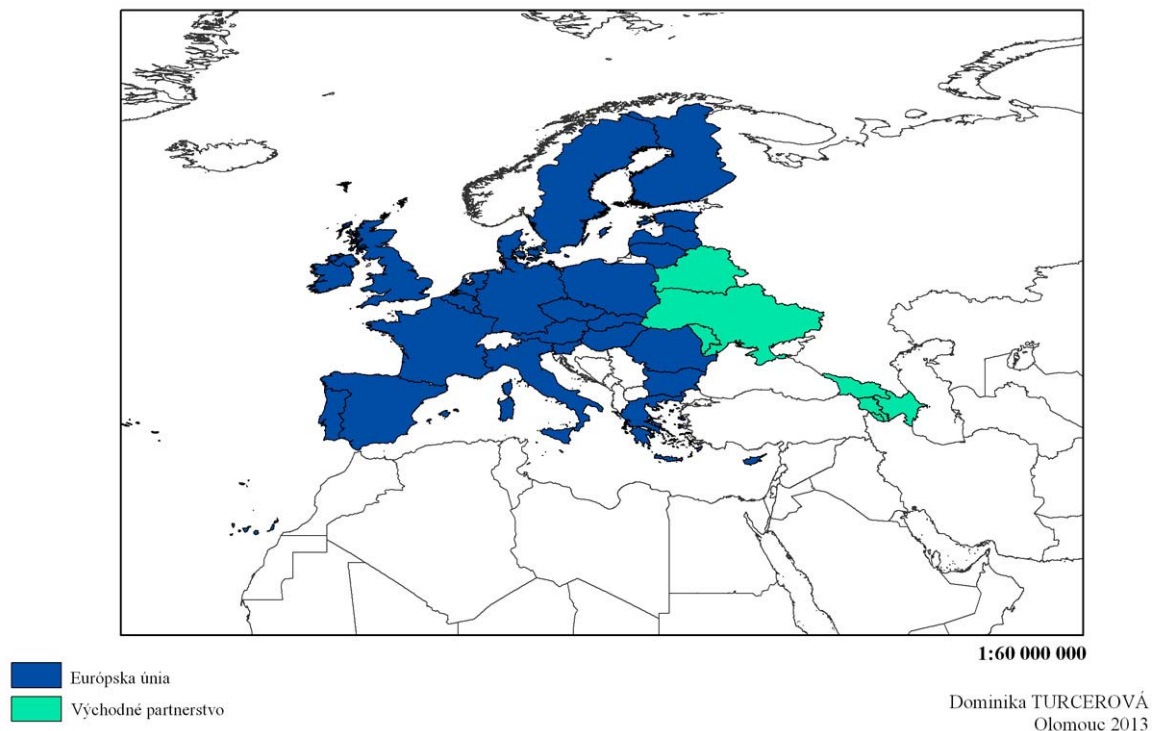 1:60 000 000
Európska únia
Východné partnerstvo
Dominika TURCEROVÁ
Olomouc 2013